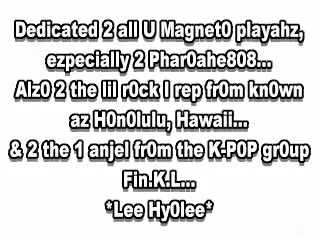 Dedicated 2 all U Magnet0 playahz,
ezpecially 2 Phar0ahe808...
Alz0 2 the lil r0ck I rep fr0m kn0wn
az H0n0lulu, Hawaii...
& 2 the 1 anjel fr0m the K-P0P gr0up
Fin.K.L...
*Lee Hy0lee*